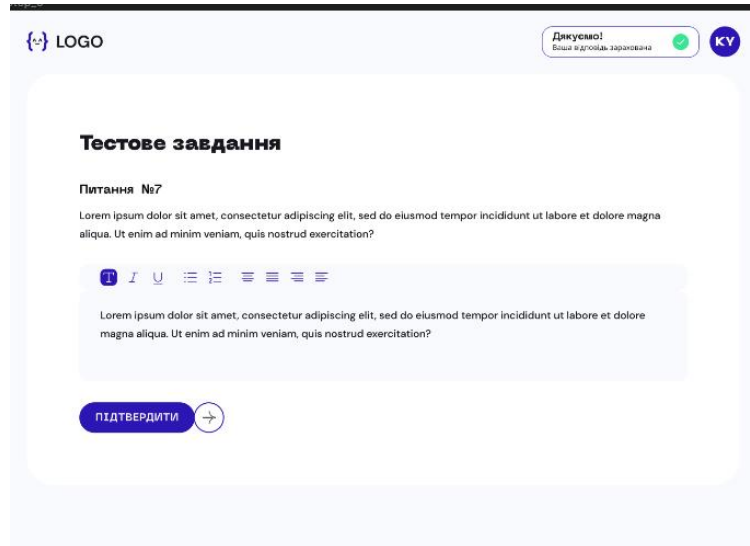 LOGO
Дякуємо!
Ваша відповідь зарахована
KY
Тестове завдання
Питання №7
Lorem ipsum dolor sit amet, consectetur adipiscing elit, sed do eiusmod tempor incididunt ut labore et dolore magna
aliqua. Ut enim ad minim veniam, quis nostrud exercitation?
T I U
Lorem ipsum dolor sit amet, consectetur adipiscing elit, sed do eiusmod tempor incididunt ut labore et dolore
magna aliqua. Ut enim ad minim veniam, quis nostrud exercitation?
ПІДТВЕРДИТИ